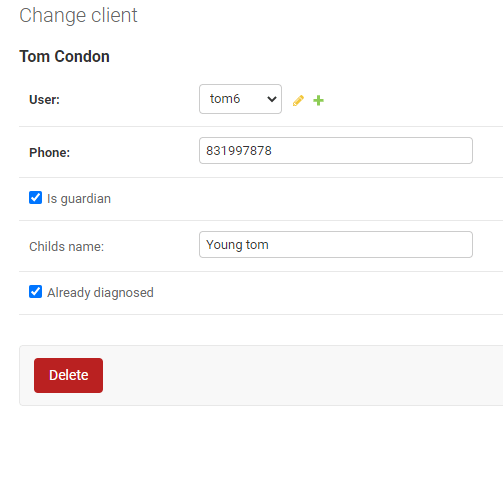 Change client
Tom Condon
User: tom6
Phone: 831997878
Is guardian
Childs name: Young tom
Already diagnosed
Delete